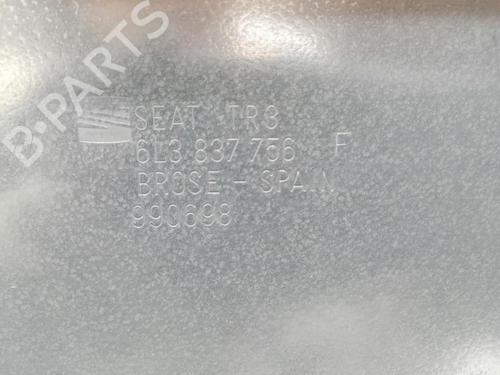 B-PARTS
SEAT TR3
6L3 837 756 F
BROSE - SPAIN
990698